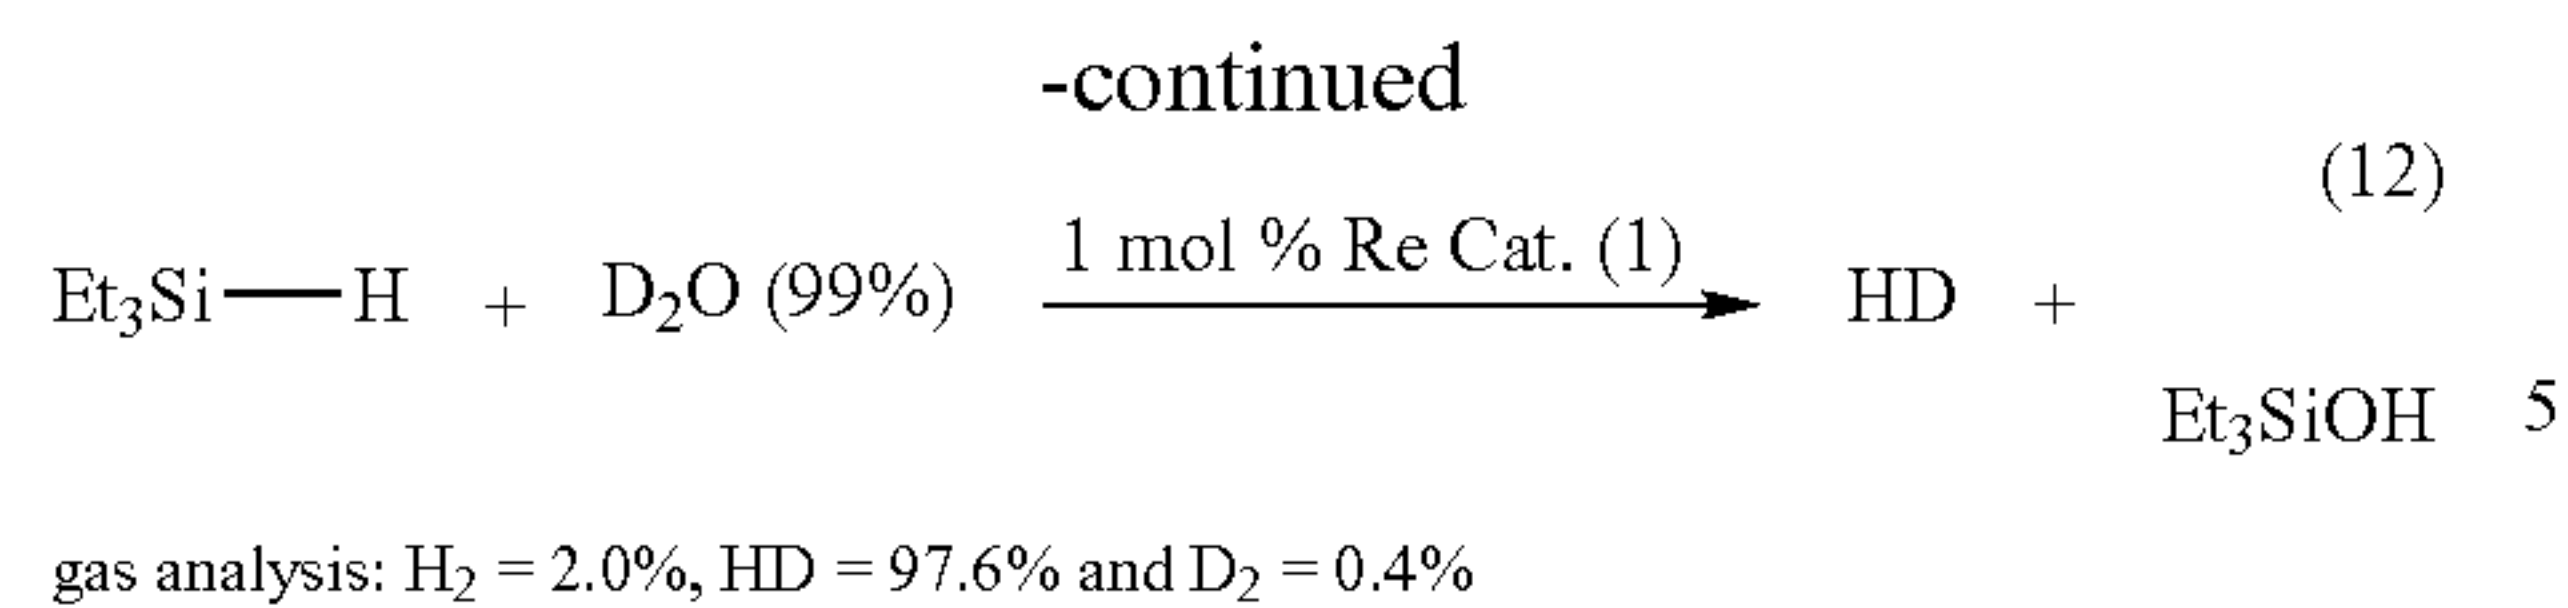 -continued
(12)
Et₃Si—H + D₂O (99%) 1 mol % Re Cat. (1) HD +
Et₃SiOH 5
gas analysis: H₂ = 2.0%, HD = 97.6% and D₂ = 0.4%